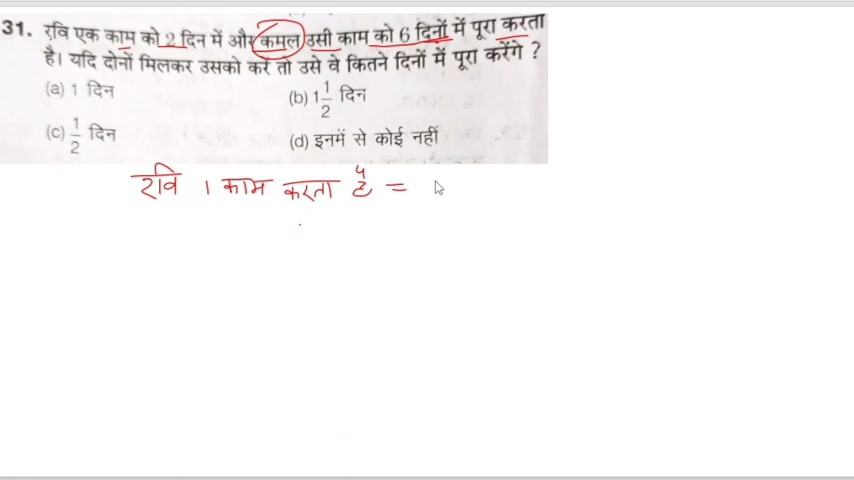 31. रवि एक काम को 2 दिन में और कमल उसी काम को 6 दिनों में पूरा करता
है। यदि दोनों मिलकर उसको करें तो उसे वे कितने दिनों में पूरा करेंगे ?
(a) 1 दिन (b) 1 1/2 दिन
(c) 1/2 दिन (d) इनमें से कोई नहीं
रवि 1 काम करता है =